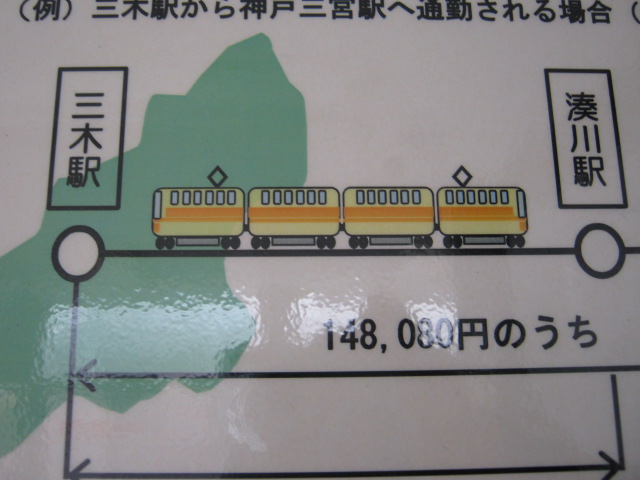 (例) 三木駅から神戸三宮駅へ通勤される場合 (
三木駅
湊川駅
148,080円のうち